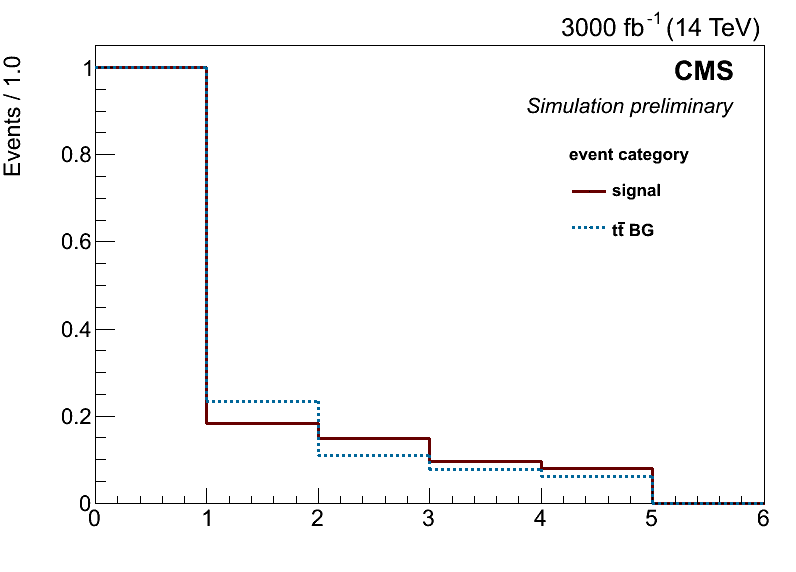 3000 fb⁻¹ (14 TeV)
Events / 1.0
CMS
Simulation preliminary
event category
signal
tt̄ BG
1
0.8
0.6
0.4
0.2
0
0 1 2 3 4 5 6